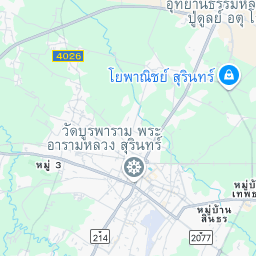 อุทยานธรรมหล
ปู่ดูลย์ อตุโ
4026
โยพาณิชย์ สุรินทร์
วัดบูรพาราม พระ
อารามหลวง สุรินทร์
หมู่ 3
หมู่บ้
เทพธ
หมู่บ้าน
สินธร
214
2077